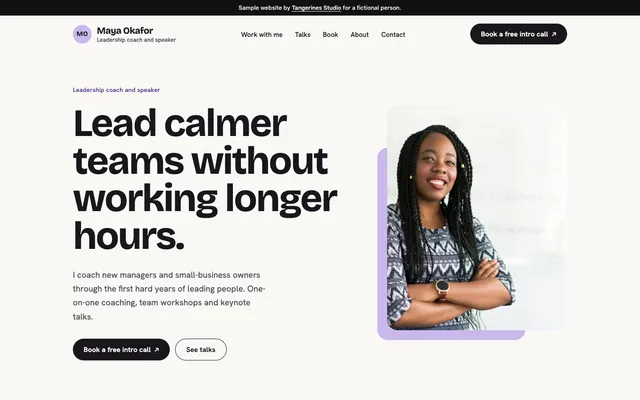 Sample website by Tangerines Studio for a fictional person.
MO
Maya Okafor
Leadership coach and speaker
Work with me
Talks
Book
About
Contact
Book a free intro call ↗
Leadership coach and speaker
Lead calmer
teams without
working longer
hours.
I coach new managers and small-business owners
through the first hard years of leading people. One-
on-one coaching, team workshops and keynote
talks.
Book a free intro call ↗
See talks